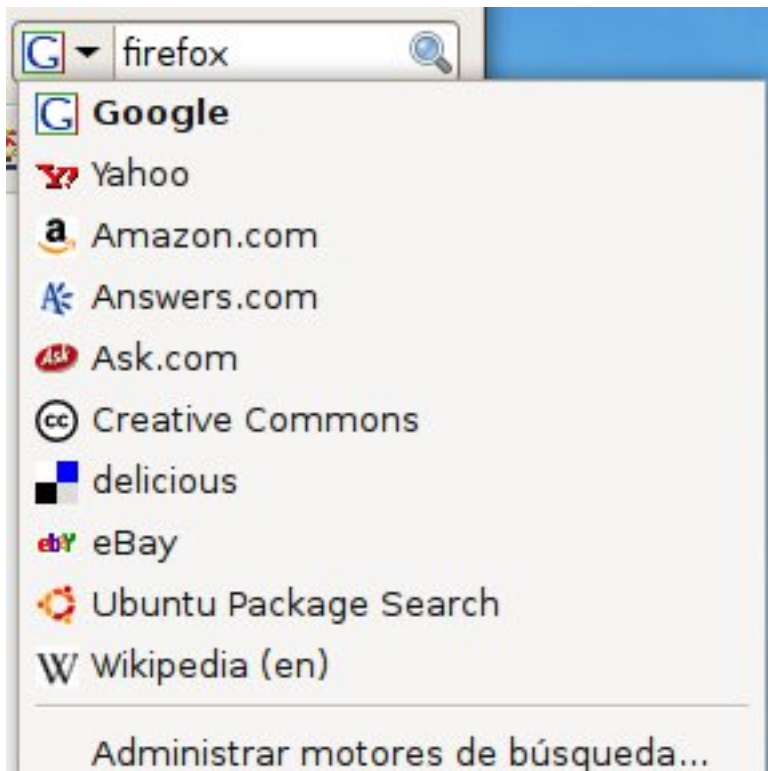 firefox
Google
Yahoo
Amazon.com
Answers.com
Ask.com
Creative Commons
delicious
eBay
Ubuntu Package Search
Wikipedia (en)
Administrar motores de búsqueda...